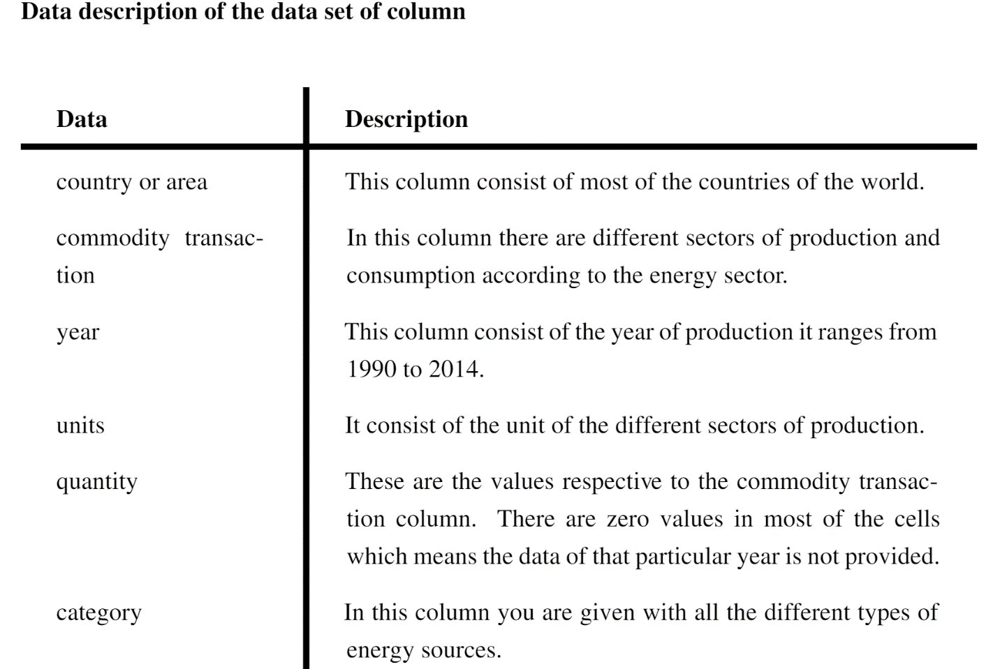 Data description of the data set of column
Data
Description
country or area
This column consist of most of the countries of the world.
commodity transac-
tion
In this column there are different sectors of production and
consumption according to the energy sector.
year
This column consist of the year of production it ranges from
1990 to 2014.
units
It consist of the unit of the different sectors of production.
quantity
These are the values respective to the commodity transac-
tion column. There are zero values in most of the cells
which means the data of that particular year is not provided.
category
In this column you are given with all the different types of
energy sources.